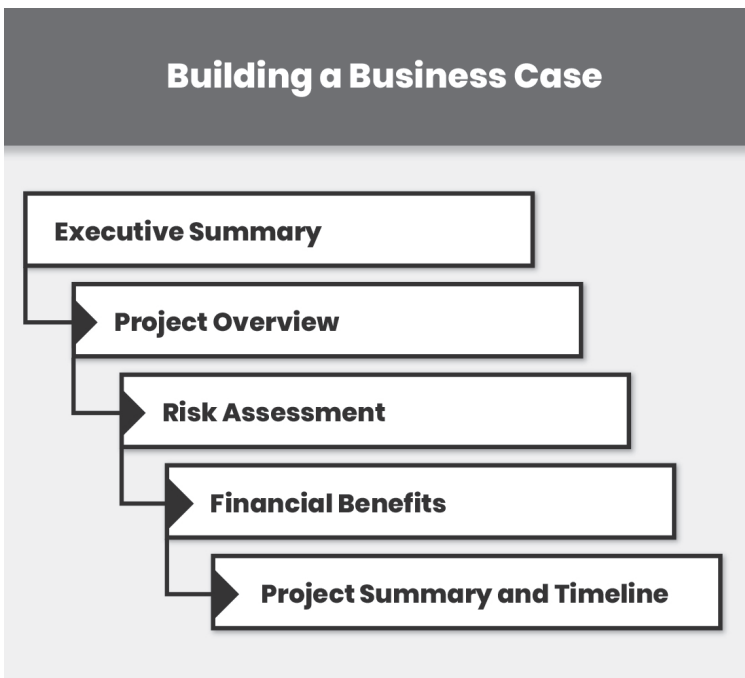 Building a Business Case
Executive Summary
Project Overview
Risk Assessment
Financial Benefits
Project Summary and Timeline